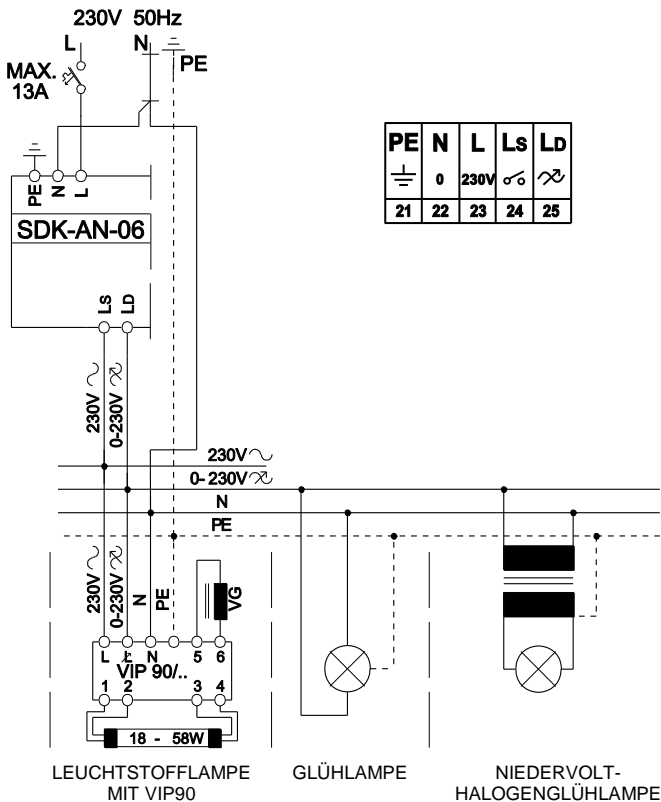 230V 50Hz
L N PE
MAX.
13A
PE N L
SDK-AN-06
LS LD
230V
0-230V
PE N L LS LD
0 230V
21 22 23 24 25
230V
0-230V
N
PE
230V
0-230V
N
PE
VG
L L N 5 6
VIP 90/..
1 2 3 4
18 - 58W
LEUCHTSTOFFLAMPE
MIT VIP90
GLÜHLAMPE
NIEDERVOLT-
HALOGENGLÜHLAMPE